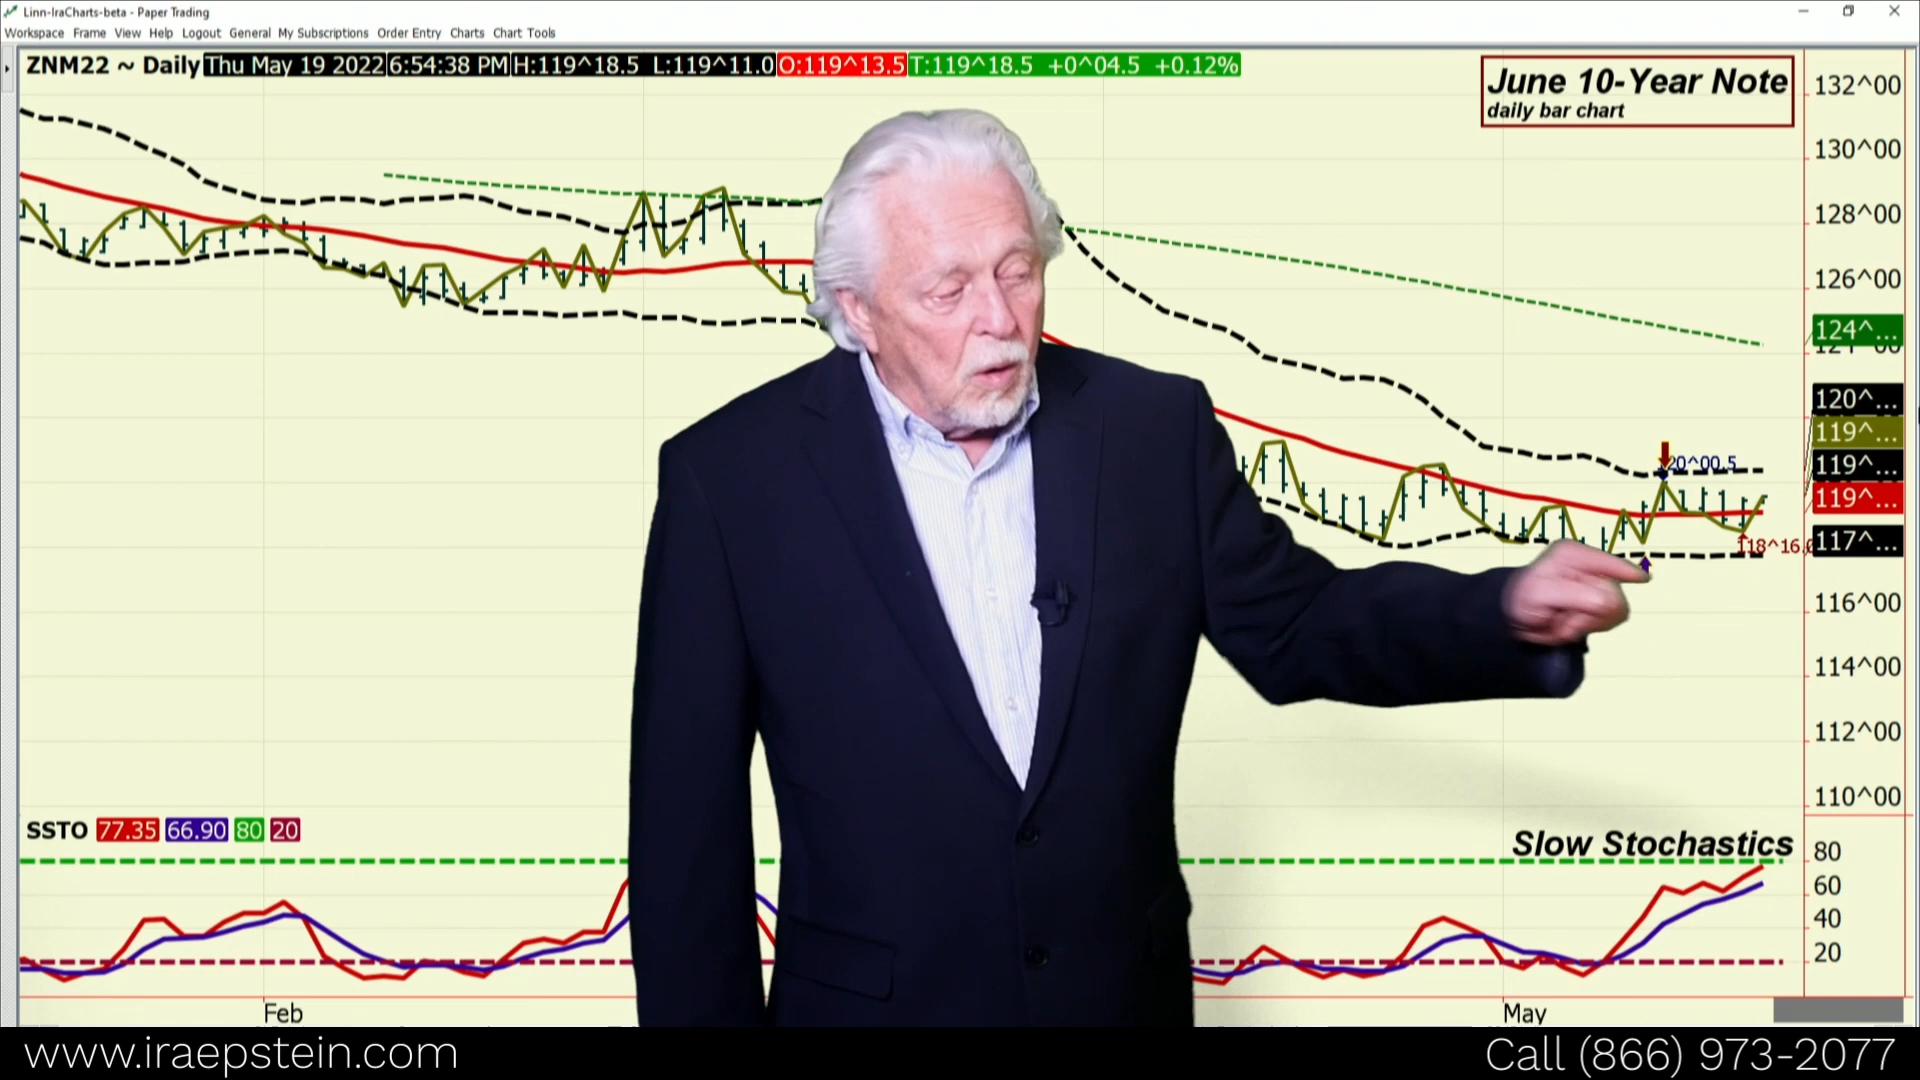 Linn-IraCharts-beta - Paper Trading
Workspace Frame View Help Logout General My Subscriptions Order Entry Charts Chart Tools
ZNM22 ~ Daily Thu May 19 2022 6:54:38 PM H:119^18.5 L:119^11.0 O:119^13.5 T:119^18.5 +0^04.5 +0.12%
June 10-Year Note
daily bar chart
132^00
130^00
128^00
126^00
124^...
120^...
119^...
20^00.5
119^...
119^...
118^16.
117^...
116^00
114^00
112^00
110^00
SSTO 77.35 66.90 80 20
Slow Stochastics
80
60
40
20
Feb
May
www.iraepstein.com
Call (866) 973-2077